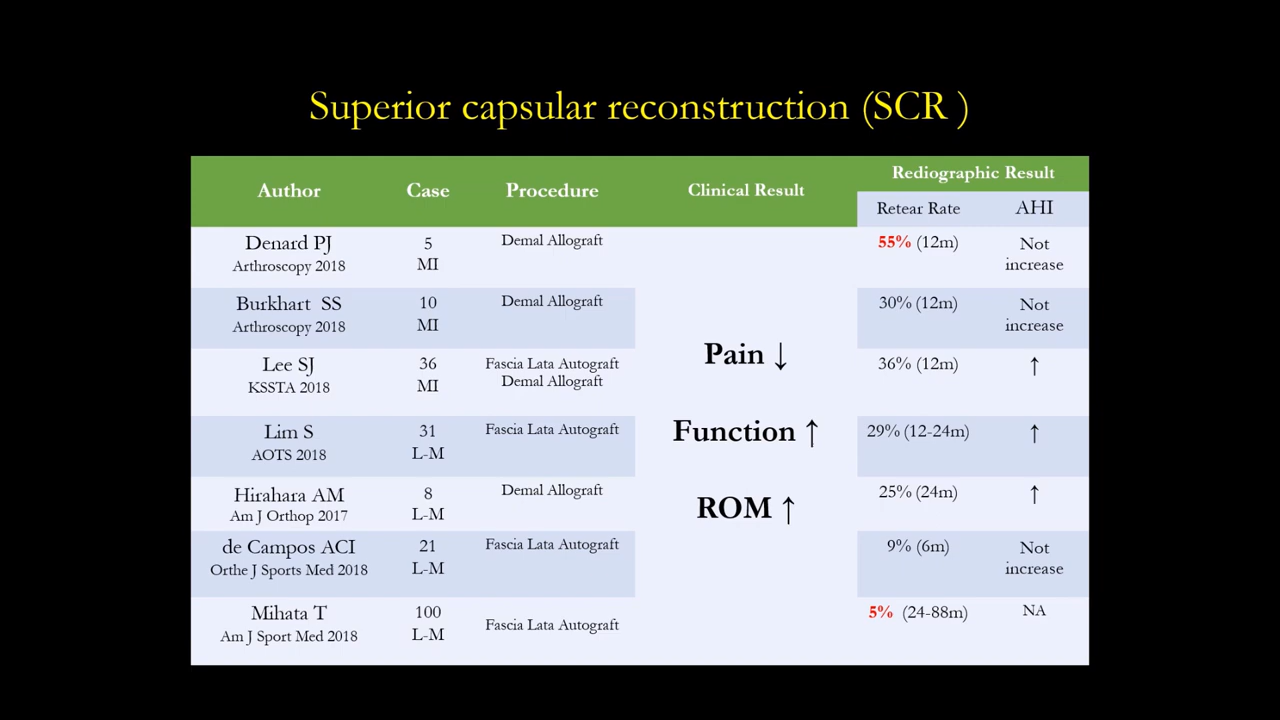 Superior capsular reconstruction (SCR )
Author Case Procedure Clinical Result Rediographic Result
Retear Rate AHI
Denard PJ 5 Demal Allograft 55% (12m) Not
Arthroscopy 2018 MI increase
Burkhart SS 10 Demal Allograft 30% (12m) Not
Arthroscopy 2018 MI increase
Pain ↓
Lee SJ 36 Fascia Lata Autograft 36% (12m) ↑
KSSTA 2018 MI Demal Allograft
Function ↑
Lim S 31 Fascia Lata Autograft 29% (12-24m) ↑
AOTS 2018 L-M
Hirahara AM 8 Demal Allograft 25% (24m) ↑
Am J Orthop 2017 L-M
ROM ↑
de Campos ACI 21 Fascia Lata Autograft 9% (6m) Not
Orthe J Sports Med 2018 L-M increase
Mihata T 100 Fascia Lata Autograft 5% (24-88m) NA
Am J Sport Med 2018 L-M